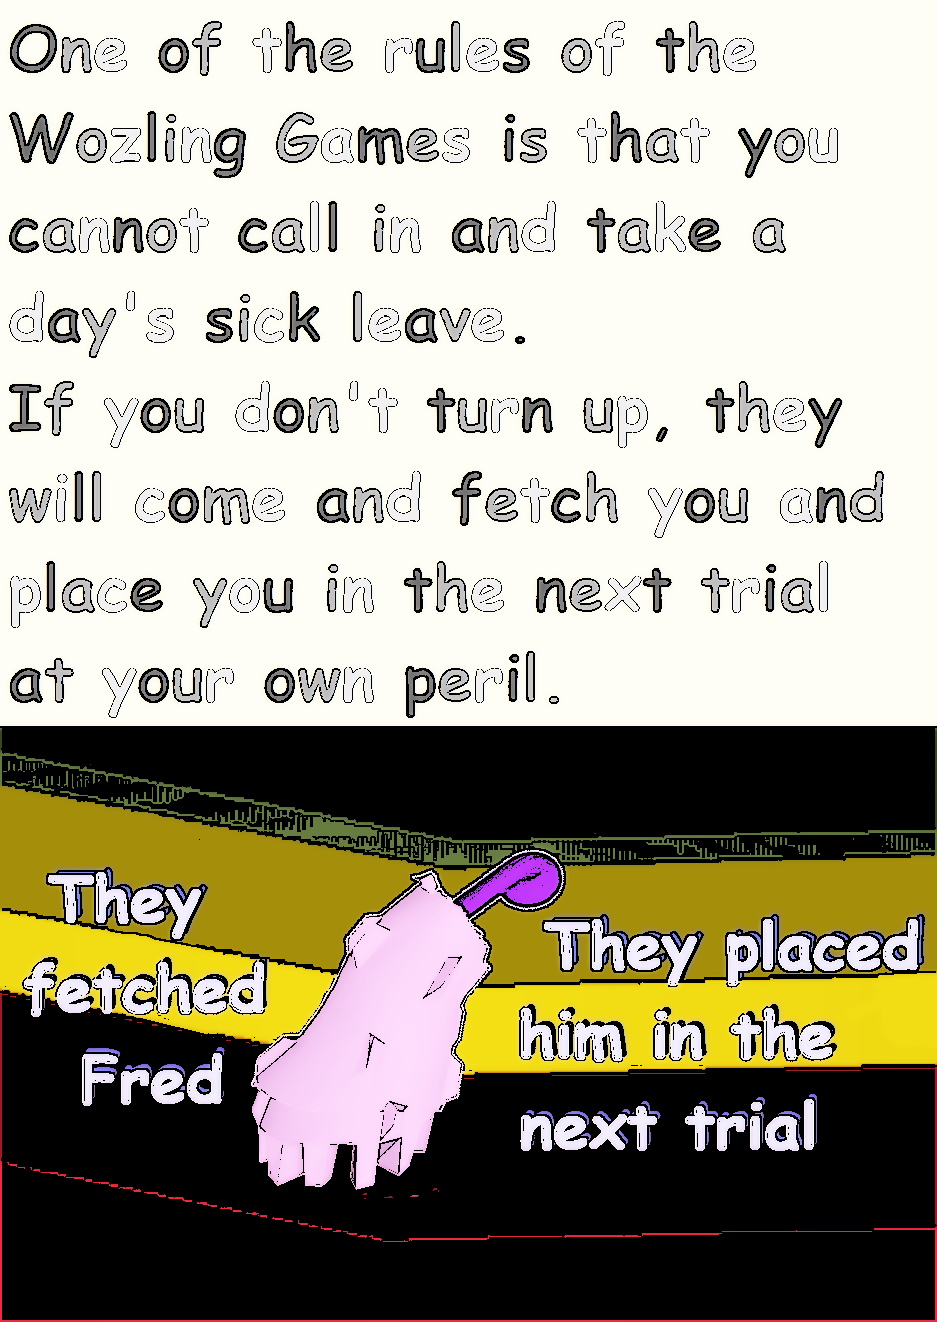 One of the rules of the
Wozling Games is that you
cannot call in and take a
day's sick leave.
If you don't turn up, they
will come and fetch you and
place you in the next trial
at your own peril.
They
fetched
Fred
They placed
him in the
next trial